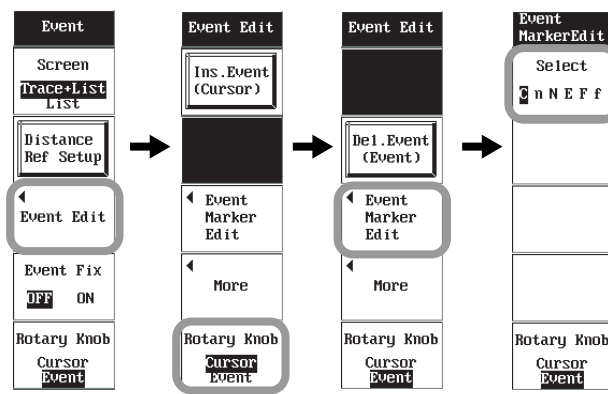 Event
Screen
Trace+List
List
Distance
Ref Setup
Event Edit
Event Fix
OFF ON
Rotary Knob
Cursor
Event
Event Edit
Ins.Event
(Cursor)
Event
Marker
Edit
More
Rotary Knob
Cursor
Event
Event Edit
Del.Event
(Event)
Event
Marker
Edit
More
Rotary Knob
Cursor
Event
Event
MarkerEdit
Select
C n N E F f
Rotary Knob
Cursor
Event